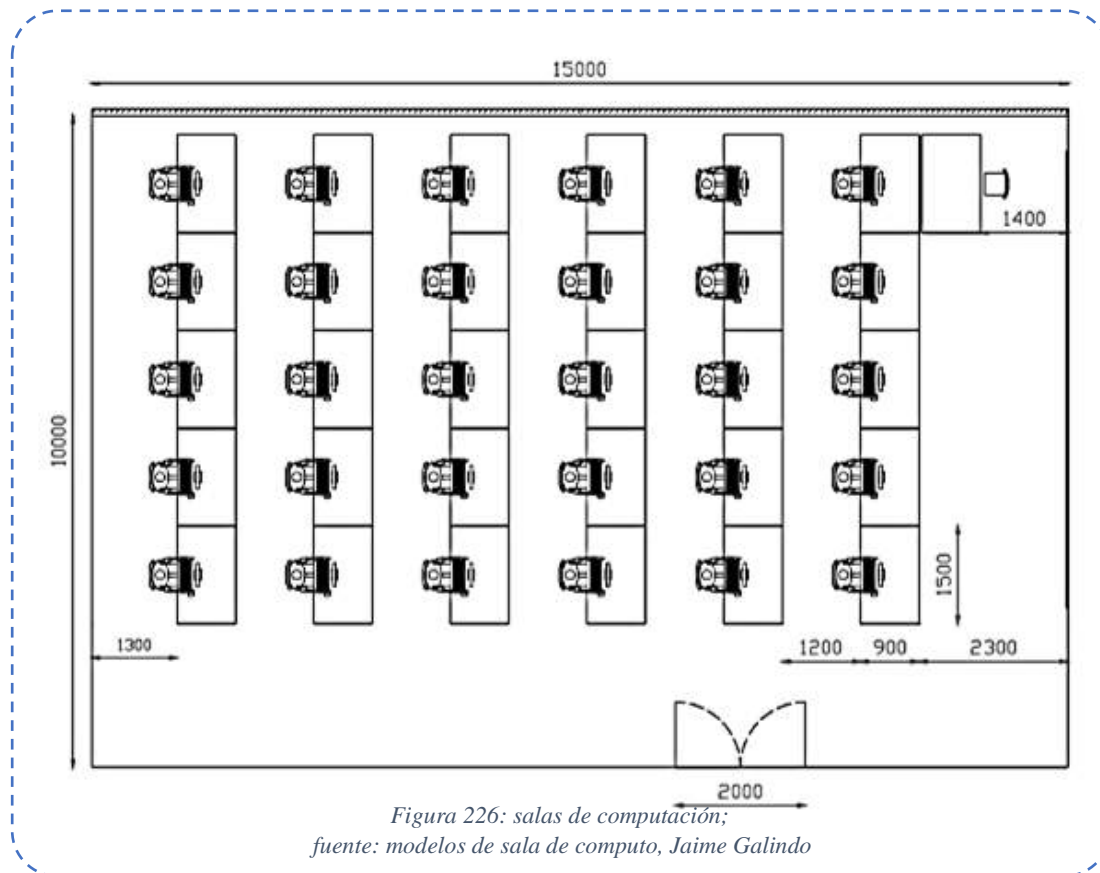 15000
1400
10000
1500
1300
1200 900 2300
2000
Figura 226: salas de computación;
fuente: modelos de sala de computo, Jaime Galindo